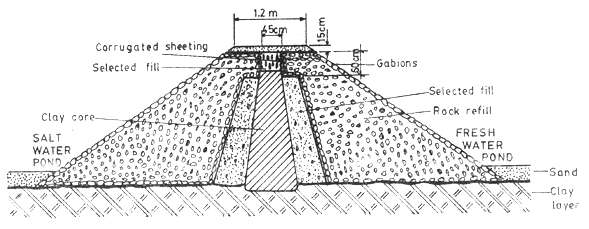 1.2 m
45cm
15cm
60cm
Corrugated sheeting
Selected fill
Gabions
Selected fill
Clay core
Rock refill
SALT
WATER
POND
FRESH
WATER
POND
Sand
Clay
layer